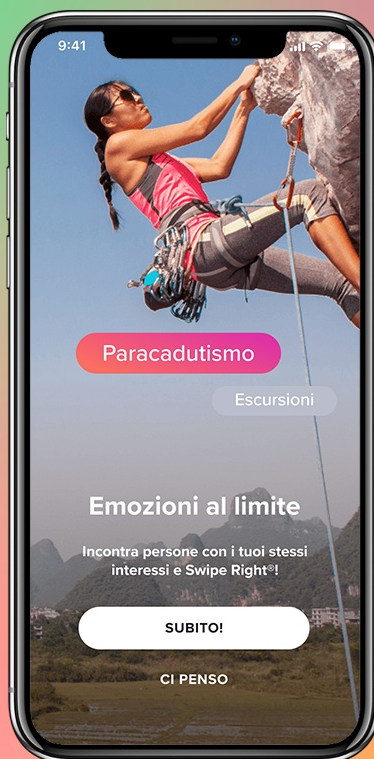 9:41
Paracadutismo
Escursioni
Emozioni al limite
Incontra persone con i tuoi stessi
interessi e Swipe Right®!
SUBITO!
CI PENSO